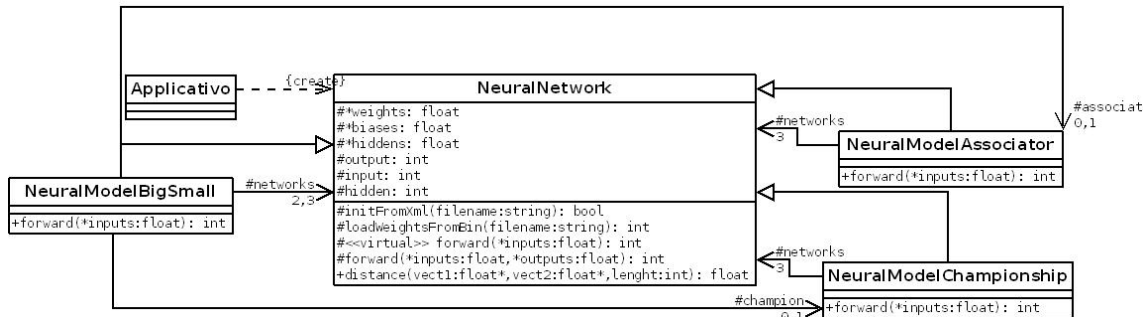 Applicativo
{create}
NeuralNetwork
#*weights: float
#*biases: float
#*hiddens: float
#output: int
#input: int
#hidden: int
#initFromXml(filename:string): bool
#loadWeightsFromBin(filename:string): int
#<<virtual>> forward(*inputs:float): int
#forward(*inputs:float,*outputs:float): int
+distance(vect1:float*,vect2:float*,lenght:int): float
NeuralModelBigSmall
+forward(*inputs:float): int
#networks
2,3
#networks
3
#associat
0,1
NeuralModelAssociator
+forward(*inputs:float): int
#networks
3
NeuralModelChampionship
+forward(*inputs:float): int
#champion
0,1